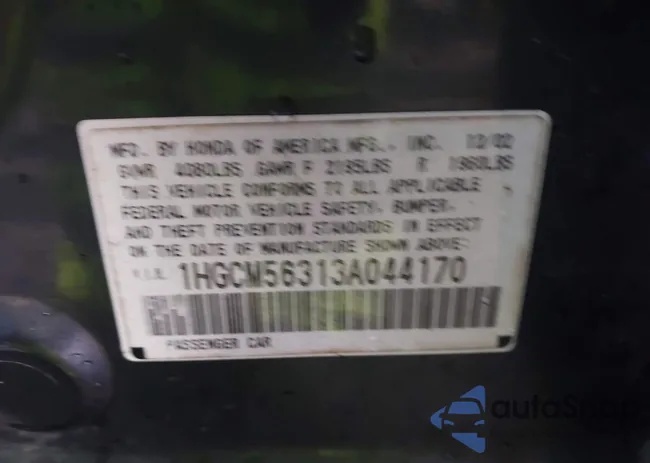 MFD. BY HONDA OF AMERICA MFG., INC. 12/02
GVWR 4080LBS GAWR F 2185LBS R 1960LBS
THIS VEHICLE CONFORMS TO ALL APPLICABLE
FEDERAL MOTOR VEHICLE SAFETY, BUMPER,
AND THEFT PREVENTION STANDARDS IN EFFECT
ON THE DATE OF MANUFACTURE SHOWN ABOVE:
V.I.N. 1HGCM56313A044170
PASSENGER CAR